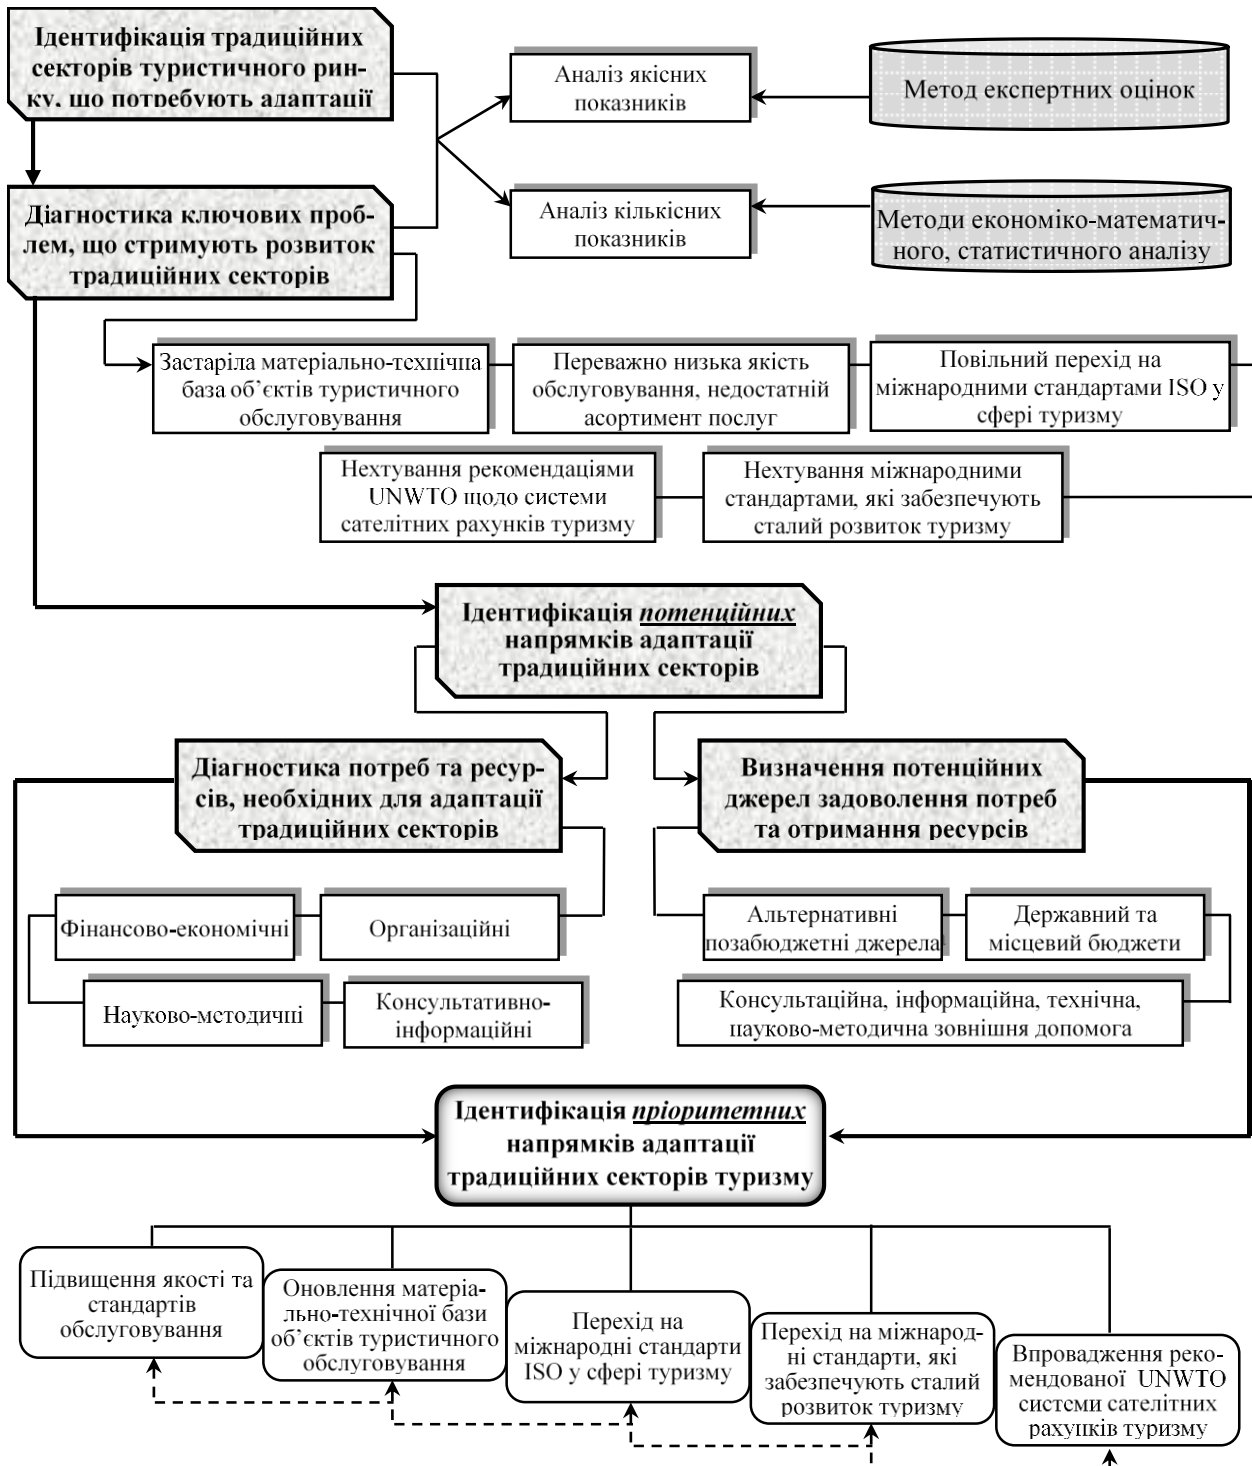 Ідентифікація традиційних
секторів туристичного рин-
ку, що потребують адаптації
Аналіз якісних
показників
Метод експертних оцінок
Діагностика ключових проб-
лем, що стримують розвиток
традиційних секторів
Аналіз кількісних
показників
Методи економіко-математич-
ного, статистичного аналізу
Застаріла матеріально-технічна
база об’єктів туристичного
обслуговування
Переважно низька якість
обслуговування, недостатній
асортимент послуг
Повільний перехід на
міжнародними стандартами ISO у
сфері туризму
Нехтування рекомендаціями
UNWTO щодо системи
сателітних рахунків туризму
Нехтування міжнародними
стандартами, які забезпечують
сталий розвиток туризму
Ідентифікація потенційних
напрямків адаптації
традиційних секторів
Діагностика потреб та ресур-
сів, необхідних для адаптації
традиційних секторів
Визначення потенційних
джерел задоволення потреб
та отримання ресурсів
Фінансово-економічні
Організаційні
Альтернативні
позабюджетні джерела
Державний та
місцевий бюджети
Науково-методичні
Консультативно-
інформаційні
Консультаційна, інформаційна, технічна,
науково-методична зовнішня допомога
Ідентифікація пріоритетних
напрямків адаптації
традиційних секторів туризму
Підвищення якості та
стандартів
обслуговування
Оновлення матеріа-
льно-технічної бази
об’єктів туристичного
обслуговування
Перехід на
міжнародні стандарти
ISO у сфері туризму
Перехід на міжнарод-
ні стандарти, які
забезпечують сталий
розвиток туризму
Впровадження реко-
мендованої UNWTO
системи сателітних
рахунків туризму